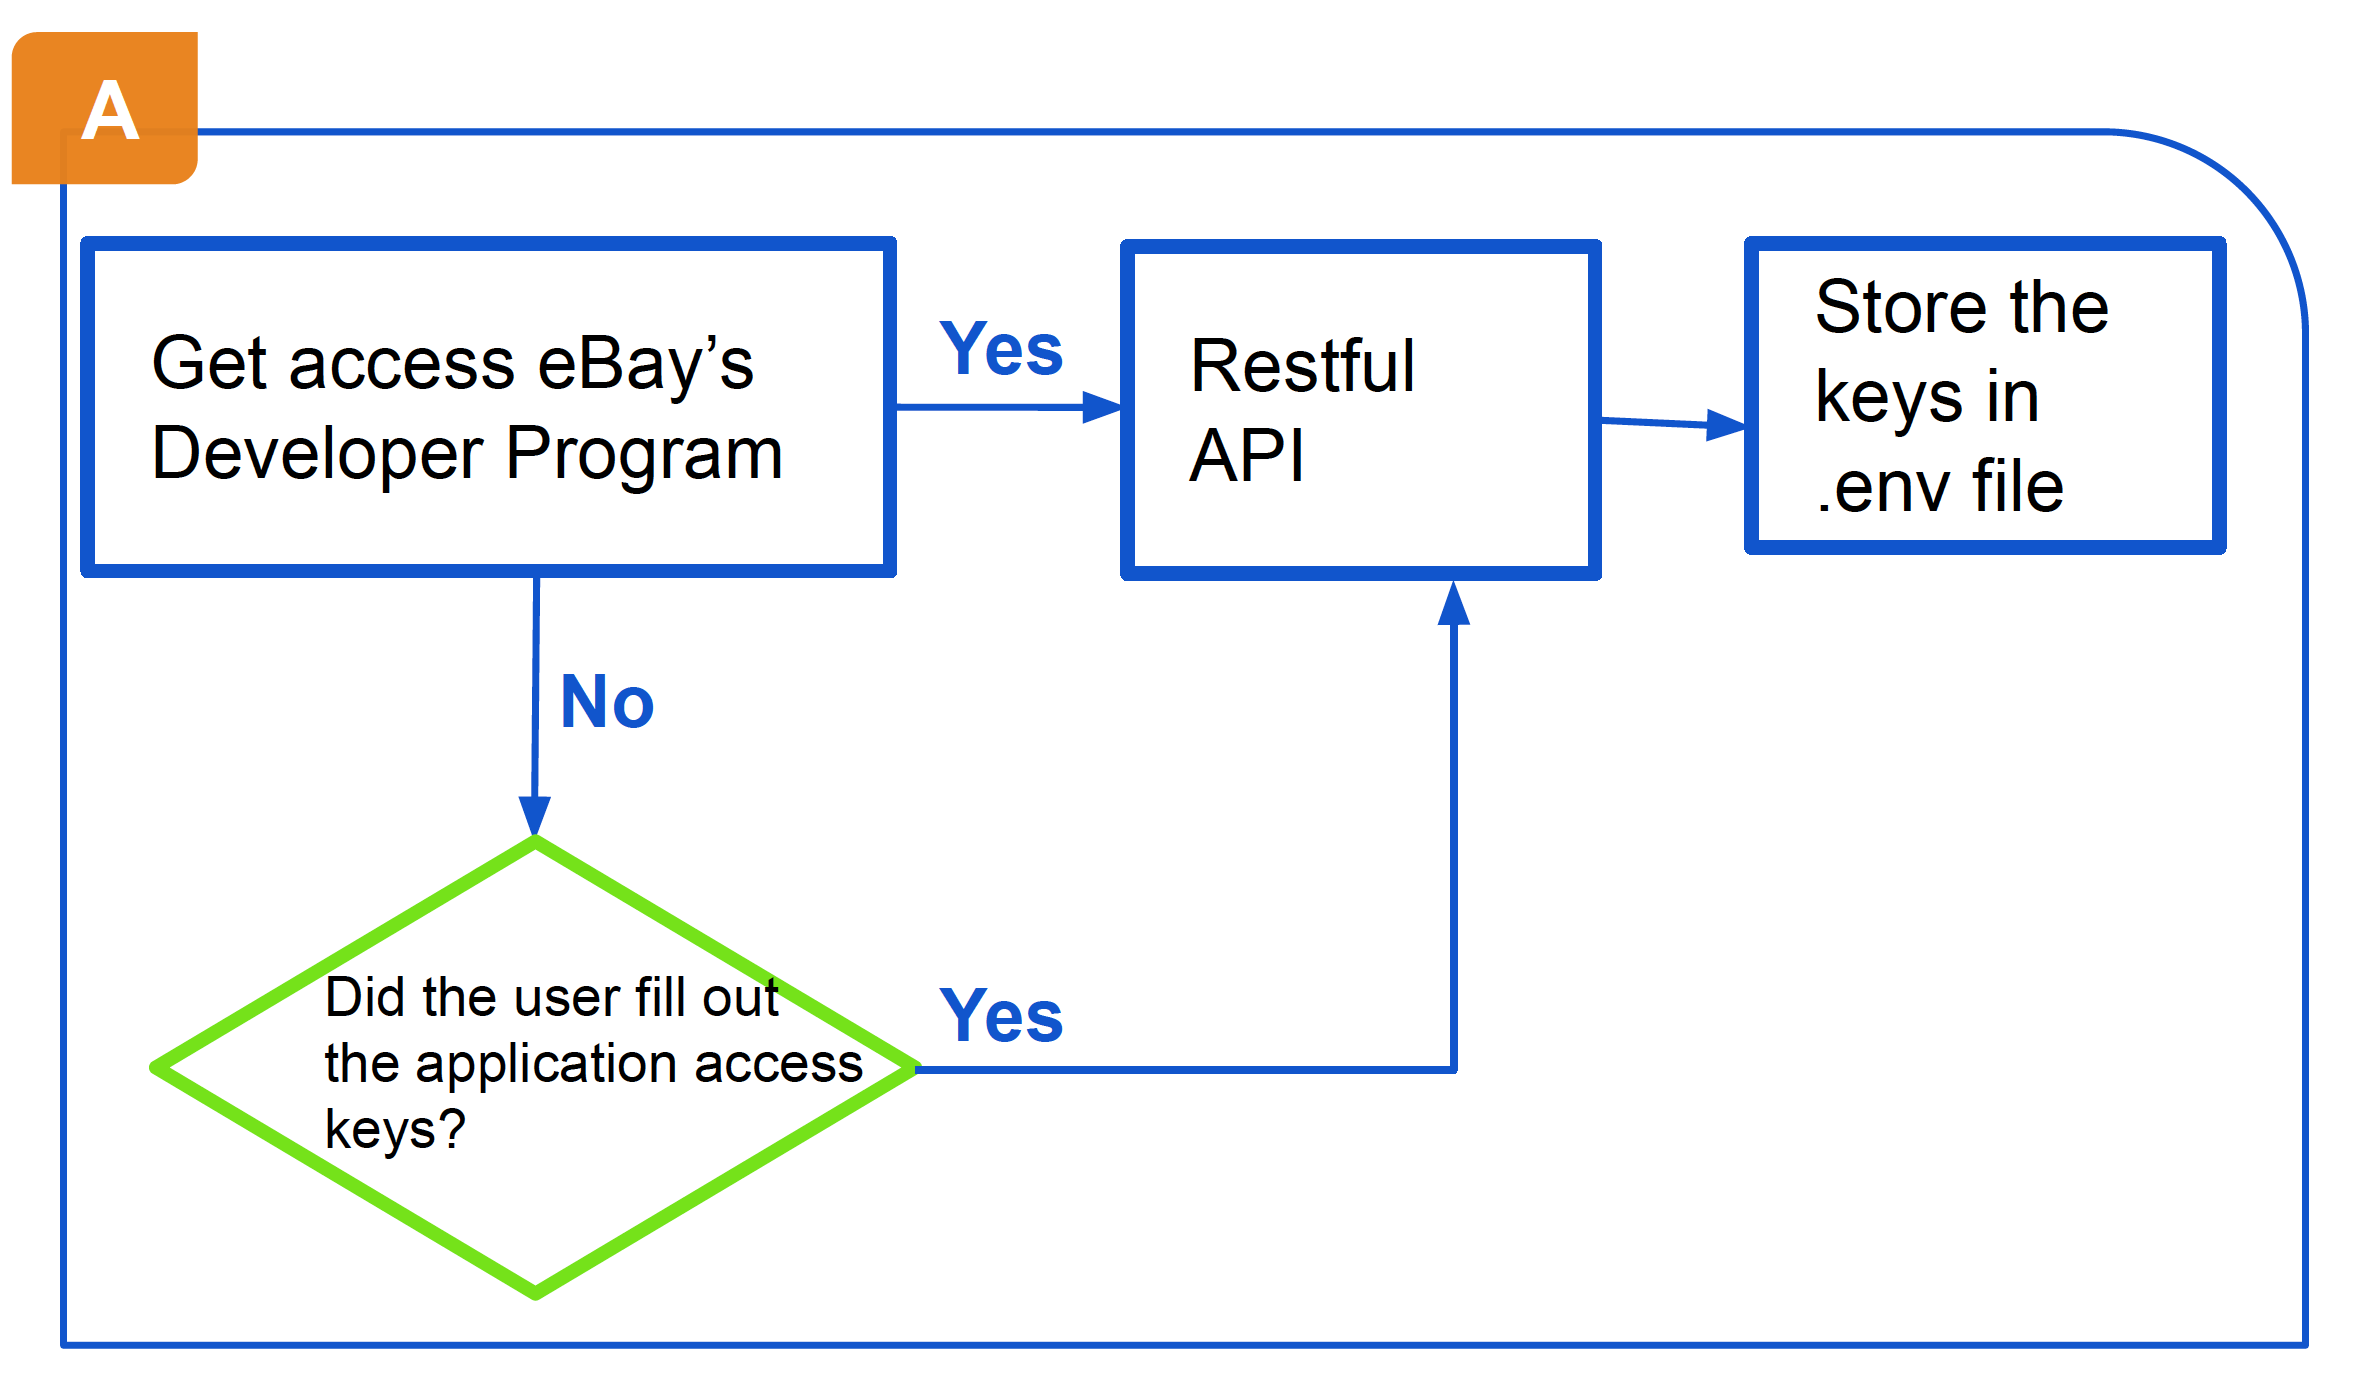 A
Get access eBay’s
Developer Program
Yes
Restful
API
Store the
keys in
.env file
No
Did the user fill out
the application access
keys?
Yes